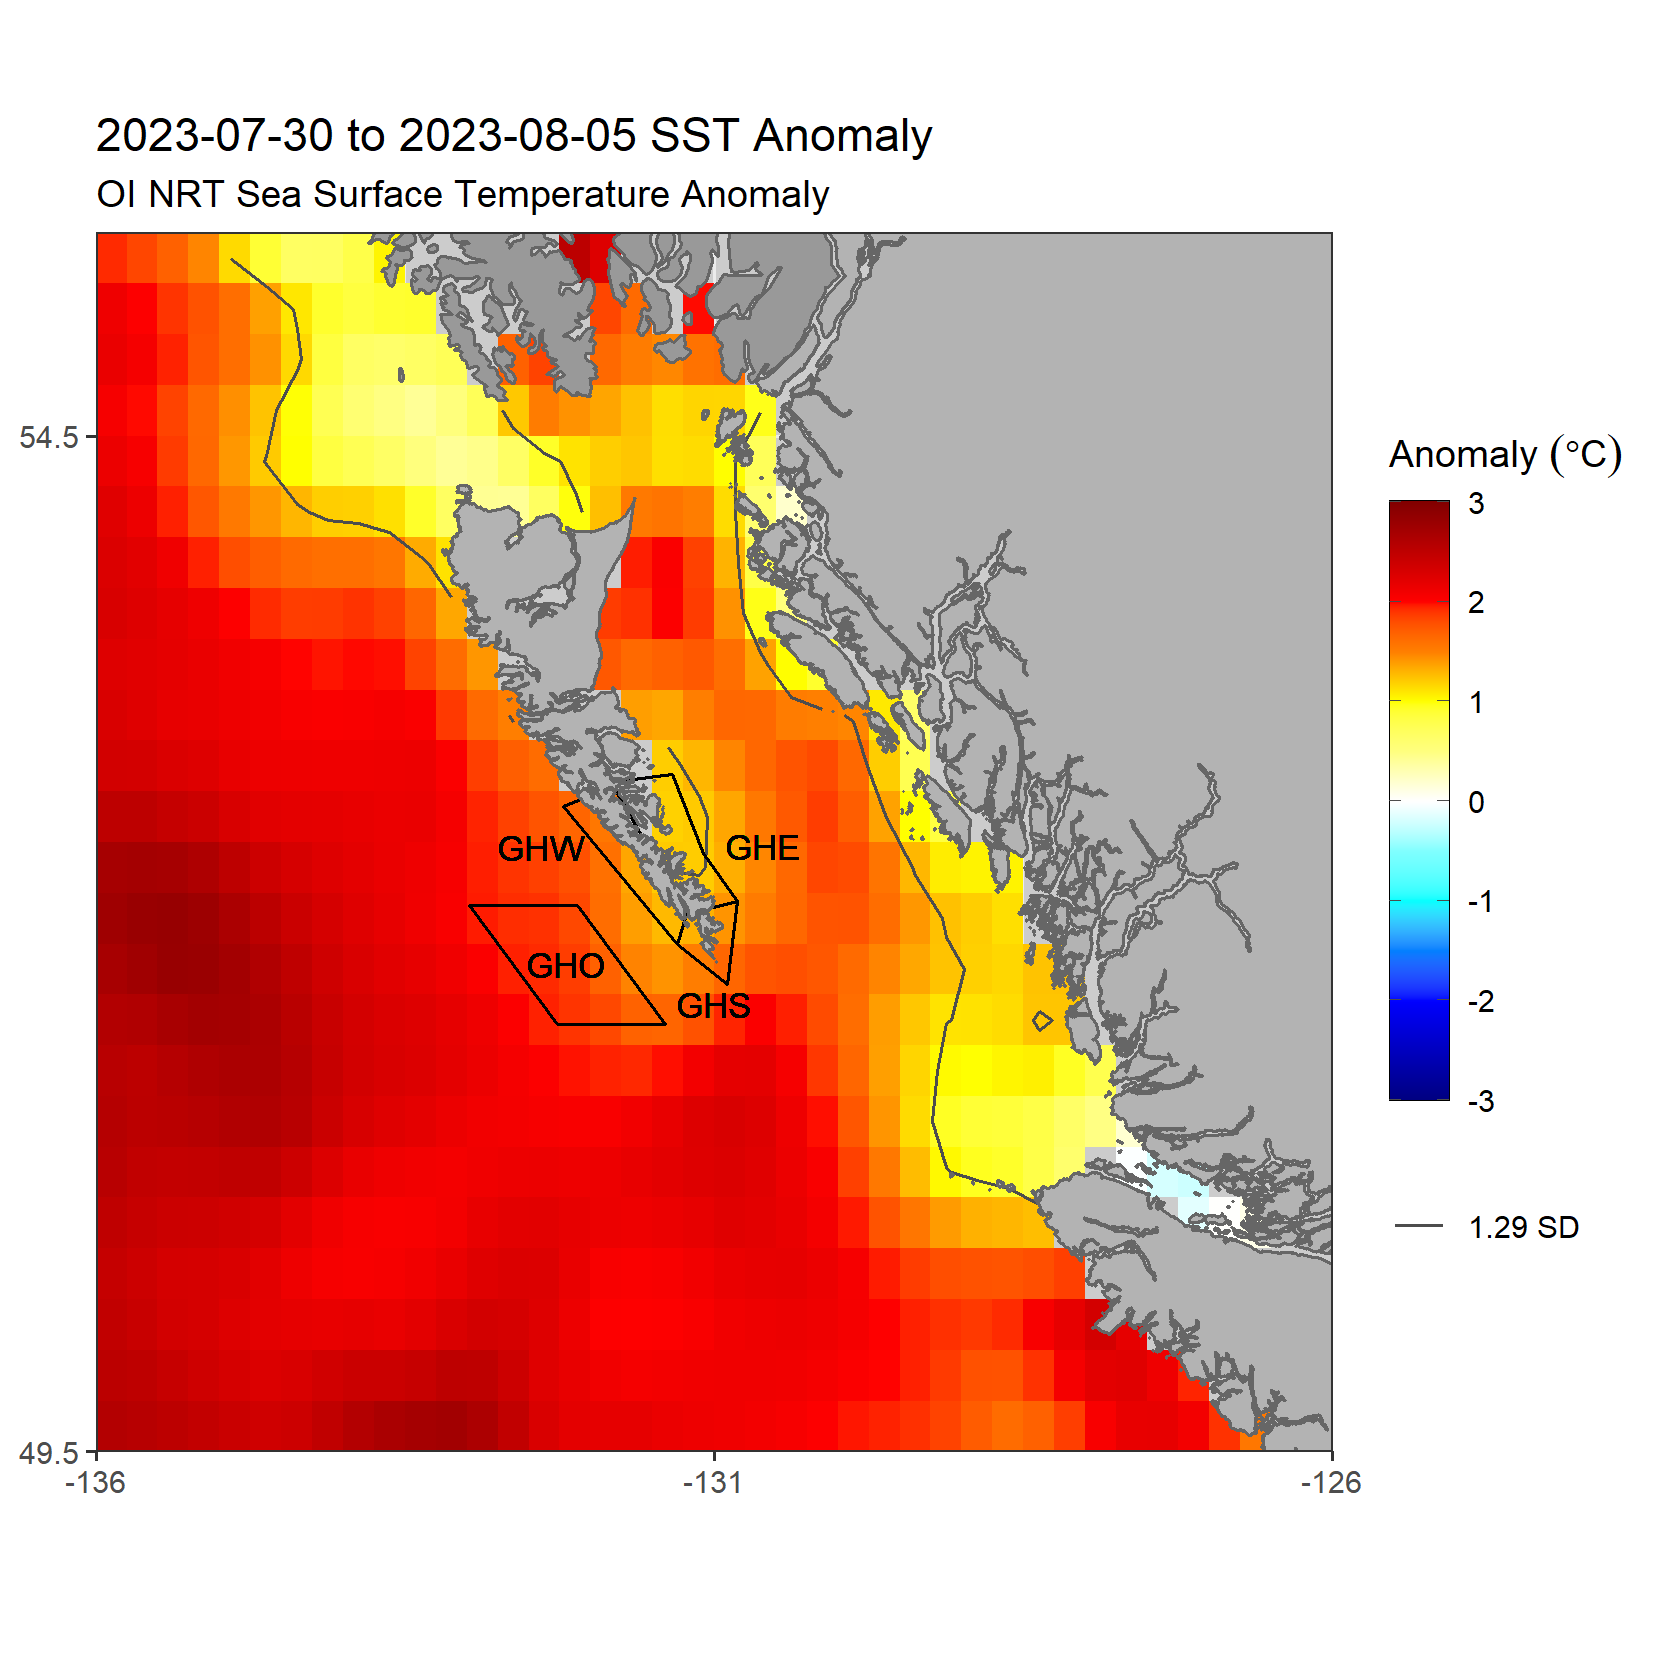 2023-07-30 to 2023-08-05 SST Anomaly
OI NRT Sea Surface Temperature Anomaly
54.5
49.5
-136
-131
-126
GHW
GHE
GHO
GHS
Anomaly (°C)
3
2
1
0
-1
-2
-3
1.29 SD